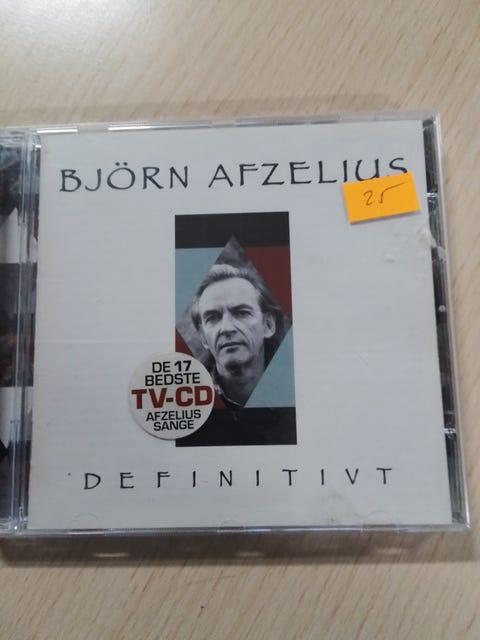 BJÖRN AFZELIUS
25
DE 17
BEDSTE
TV-CD
AFZELIUS
SANGE
DEFINITIVT